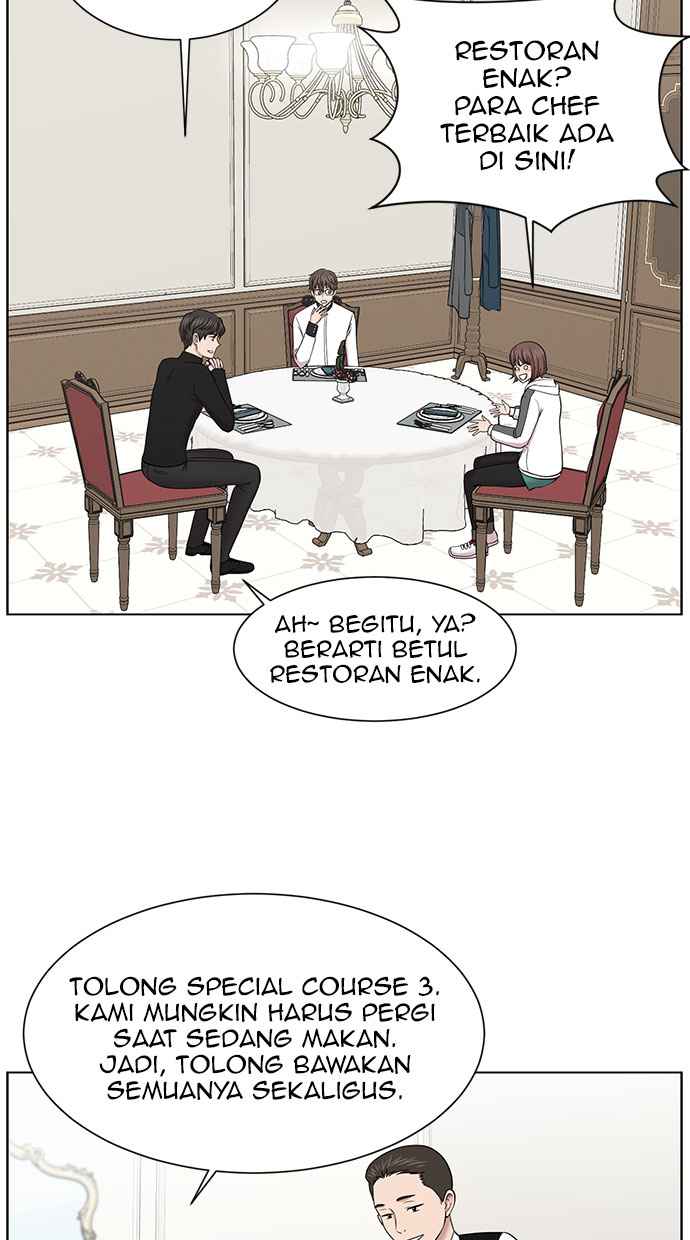 RESTORAN
ENAK?
PARA CHEF
TERBAIK ADA
DI SINI!
AH~ BEGITU, YA?
BERARTI BETUL
RESTORAN ENAK.
TOLONG SPECIAL COURSE 3.
KAMI MUNGKIN HARUS PERGI
SAAT SEDANG MAKAN.
JADI, TOLONG BAWAKAN
SEMUANYA SEKALIGUS.